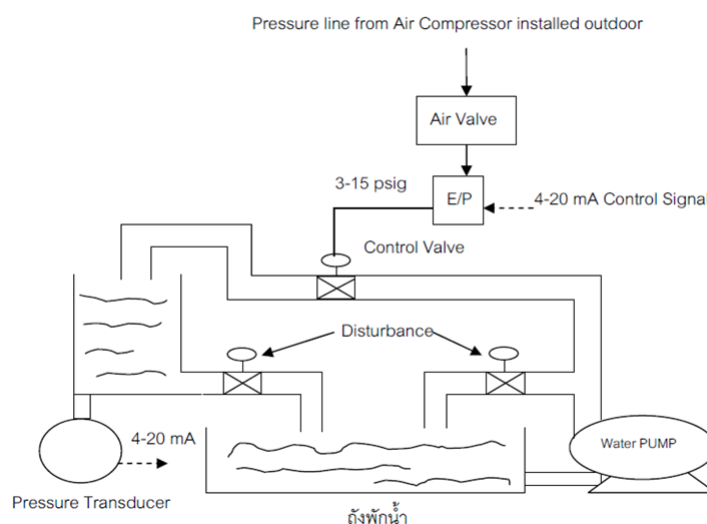 Pressure line from Air Compressor installed outdoor
Air Valve
3-15 psig
E/P
4-20 mA Control Signal
Control Valve
Disturbance
4-20 mA
Water PUMP
Pressure Transducer
ถังพักน้ำ